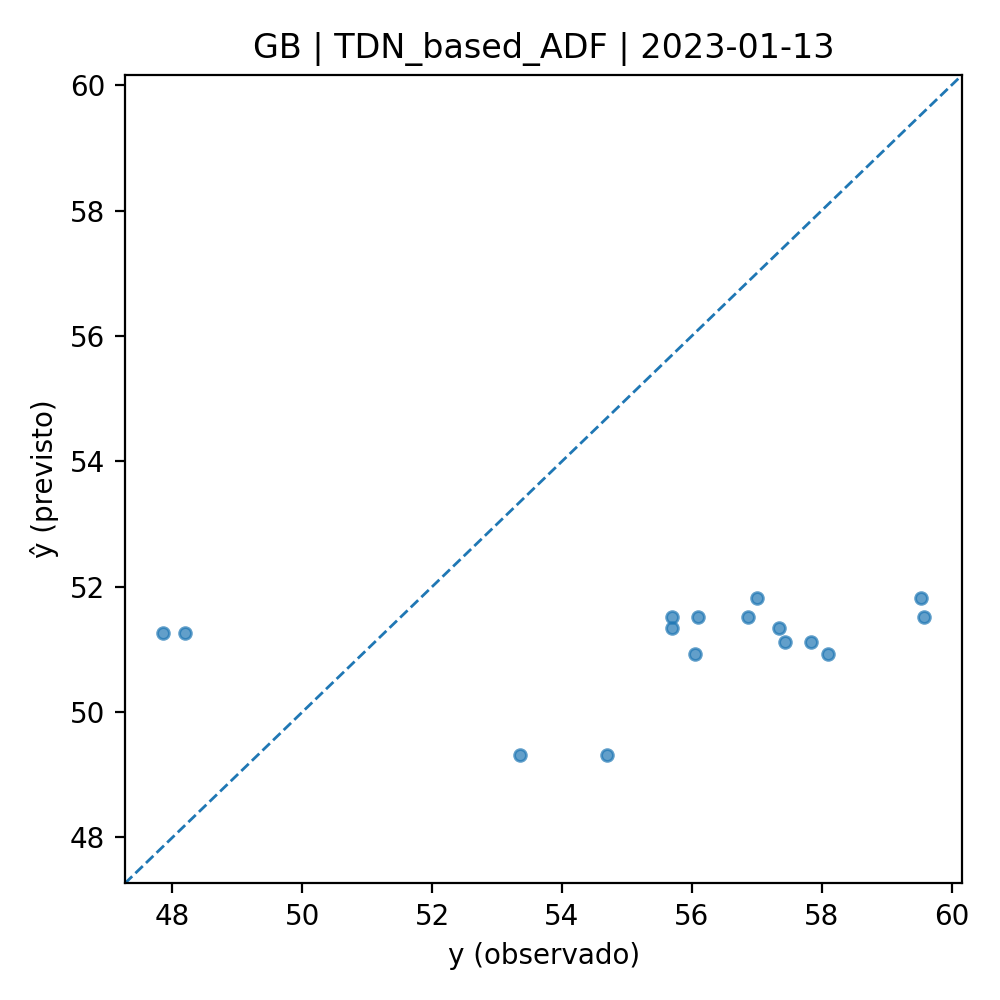 GB | TDN_based_ADF | 2023-01-13
60
58
56
54
52
50
48
ŷ (previsto)
48 50 52 54 56 58 60
y (observado)